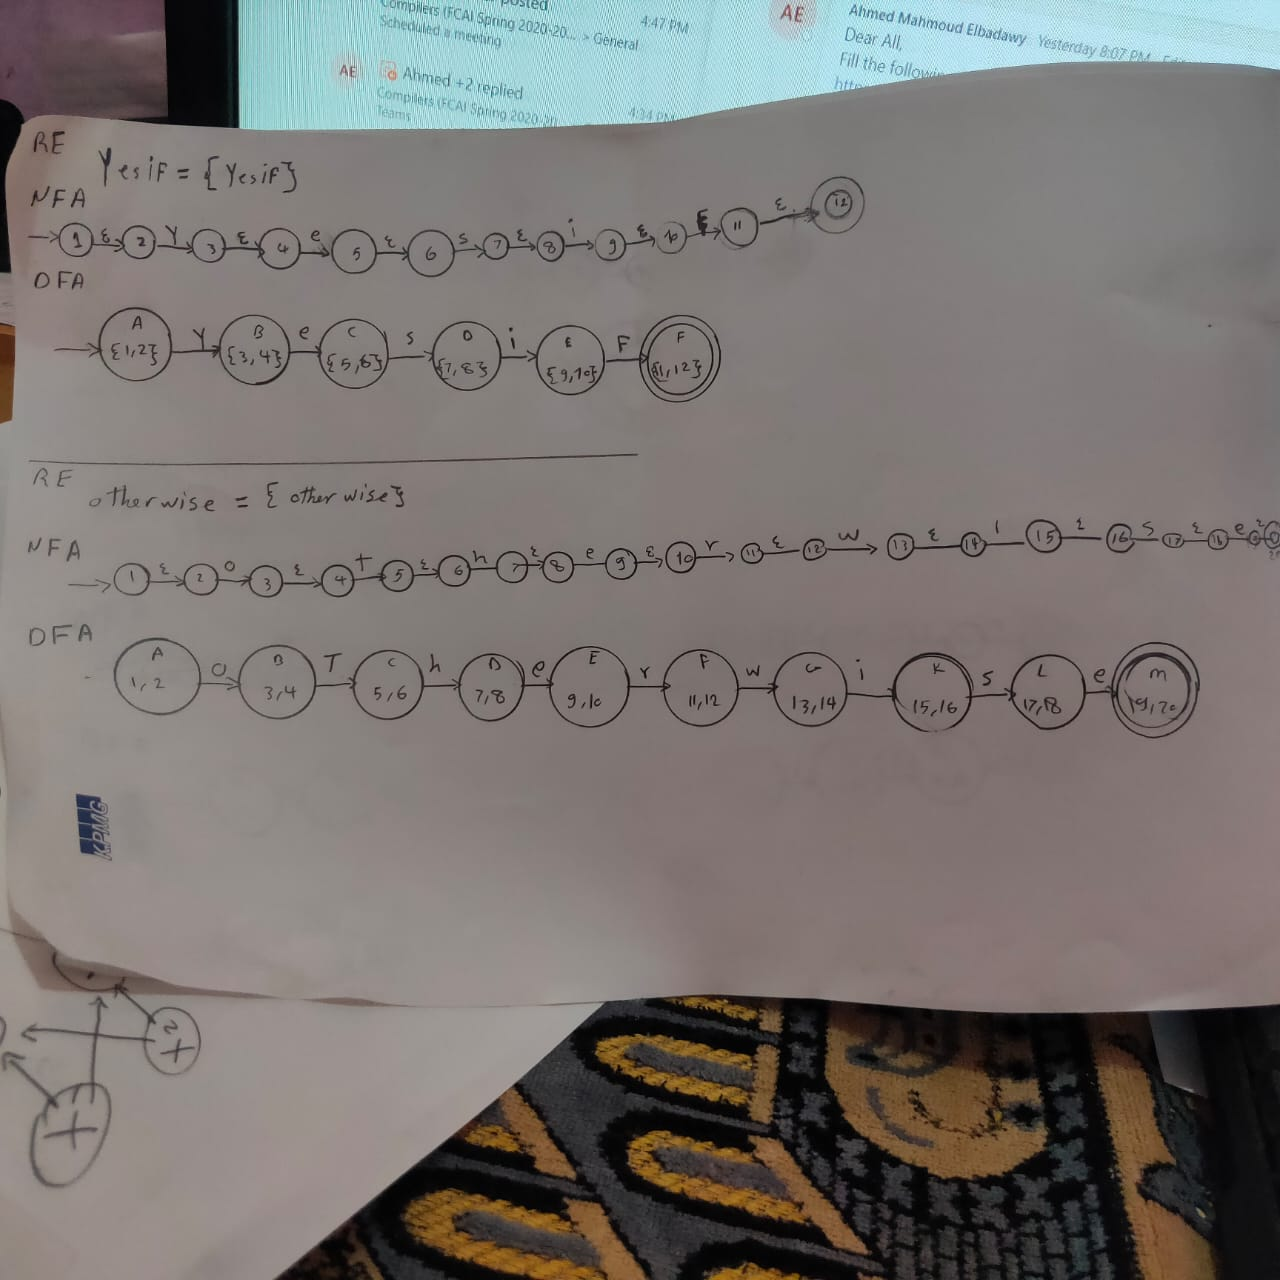 posted
Compilers (FCAI Spring 2020-20... > General
Scheduled a meeting
4:47 PM
AE
Ahmed +2 replied
Compilers (FCAI Spring 2020-20
Teams
4:34 PM
AE
Ahmed Mahmoud Elbadawy Yesterday 8:07 PM
Dear All,
Fill the
RE
Yesif = {Yesif}
NFA
1 ε 2 Y 3 ε 4 e 5 ε 6 s 7 ε 8 i 9 ε 10 F 11 ε 12
DFA
A B C D E F
Y e s i F
{1,2} {3,4} {5,6} {7,8} {9,10} {11,12}
RE
otherwise = {otherwise}
NFA
1 ε 2 o 3 ε 4 t 5 ε 6 h 7 ε 8 e 9 ε 10 r 11 ε 12 w 13 ε 14 i 15 ε 16 s 17 ε 18 e
DFA
A B C D E F G K L M
o T h e r w i s e
1,2 3,4 5,6 7,8 9,10 11,12 13,14 15,16 17,18 19,20
KPMG